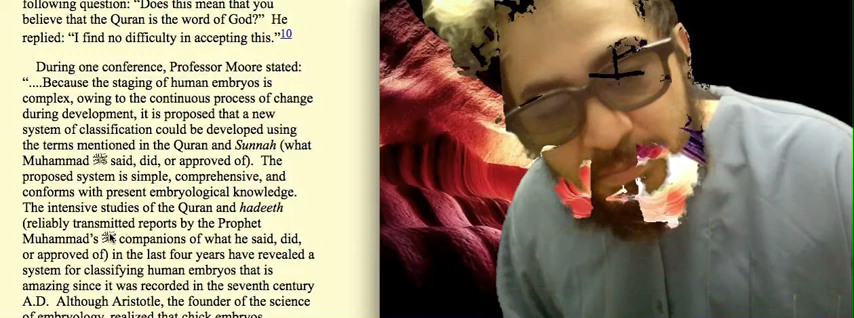 following question: “Does this mean that you
believe that the Quran is the word of God?” He
replied: “I find no difficulty in accepting this.”10
During one conference, Professor Moore stated:
“....Because the staging of human embryos is
complex, owing to the continuous process of change
during development, it is proposed that a new
system of classification could be developed using
the terms mentioned in the Quran and Sunnah (what
Muhammad ﷺ said, did, or approved of). The
proposed system is simple, comprehensive, and
conforms with present embryological knowledge.
The intensive studies of the Quran and hadeeth
(reliably transmitted reports by the Prophet
Muhammad’s ﷺ companions of what he said, did,
or approved of) in the last four years have revealed a
system for classifying human embryos that is
amazing since it was recorded in the seventh century
A.D. Although Aristotle, the founder of the science
of embryology, realized that chick embryos